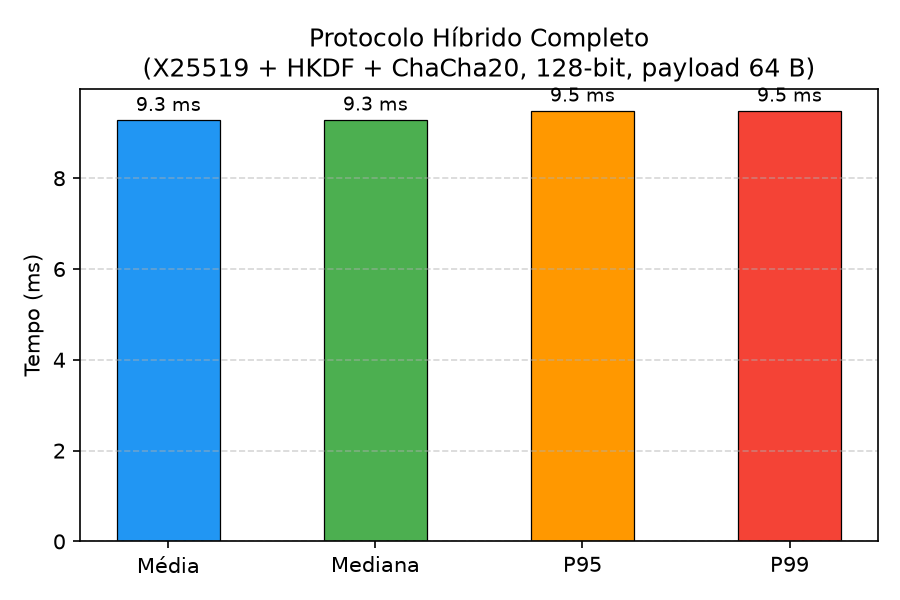 Protocolo Híbrido Completo
(X25519 + HKDF + ChaCha20, 128-bit, payload 64 B)
9.3 ms
9.3 ms
9.5 ms
9.5 ms
Tempo (ms)
8
6
4
2
0
Média
Mediana
P95
P99